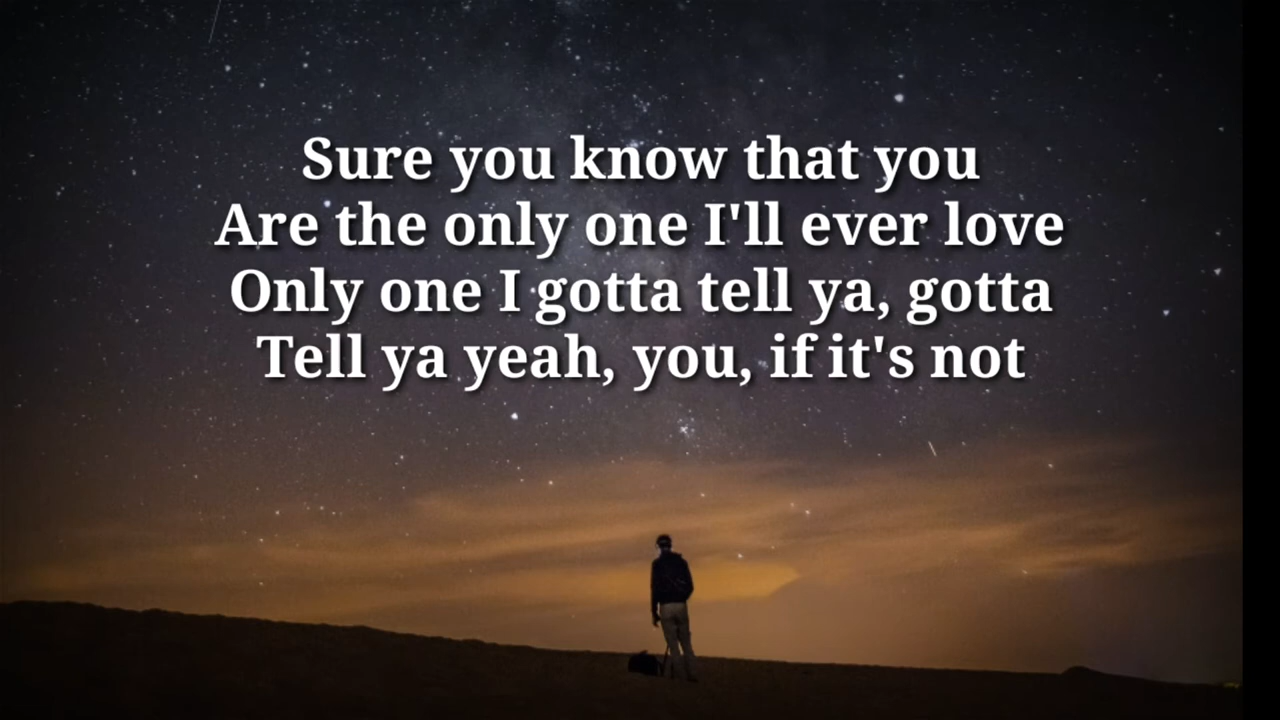 Sure you know that you
Are the only one I'll ever love
Only one I gotta tell ya, gotta
Tell ya yeah, you, if it's not